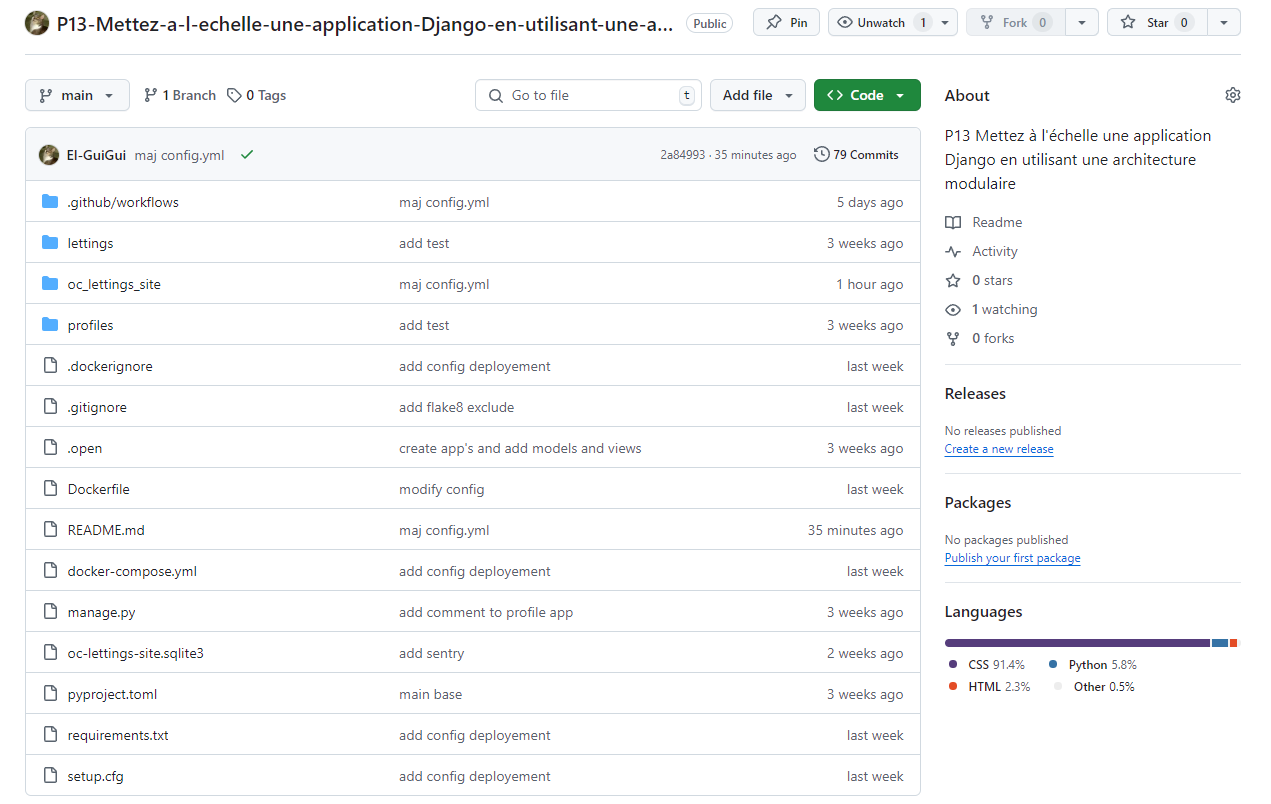 P13-Mettez-a-l-echelle-une-application-Django-en-utilisant-une-a... Public Pin Unwatch 1 Fork 0 Star 0
main 1 Branch 0 Tags Go to file t Add file Code
El-GuiGui maj config.yml 2a84993 · 35 minutes ago 79 Commits
.github/workflows maj config.yml 5 days ago
lettings add test 3 weeks ago
oc_lettings_site maj config.yml 1 hour ago
profiles add test 3 weeks ago
.dockerignore add config deployement last week
.gitignore add flake8 exclude last week
.open create app's and add models and views 3 weeks ago
Dockerfile modify config last week
README.md maj config.yml 35 minutes ago
docker-compose.yml add config deployement last week
manage.py add comment to profile app 3 weeks ago
oc-lettings-site.sqlite3 add sentry 2 weeks ago
pyproject.toml main base 3 weeks ago
requirements.txt add config deployement last week
setup.cfg add config deployement last week
About
P13 Mettez à l'échelle une application
Django en utilisant une architecture
modulaire
Readme
Activity
0 stars
1 watching
0 forks
Releases
No releases published
Create a new release
Packages
No packages published
Publish your first package
Languages
CSS 91.4% Python 5.8%
HTML 2.3% Other 0.5%